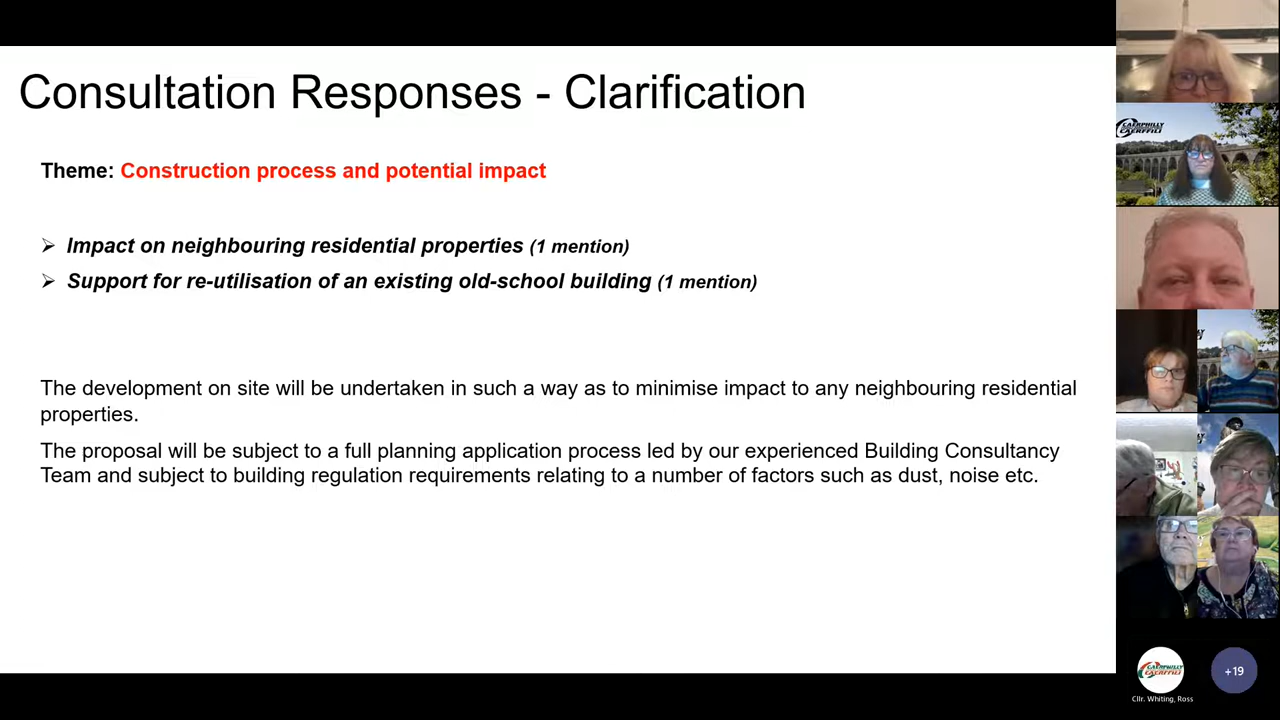 Consultation Responses - Clarification
Theme: Construction process and potential impact
Impact on neighbouring residential properties (1 mention)
Support for re-utilisation of an existing old-school building (1 mention)
The development on site will be undertaken in such a way as to minimise impact to any neighbouring residential
properties.
The proposal will be subject to a full planning application process led by our experienced Building Consultancy
Team and subject to building regulation requirements relating to a number of factors such as dust, noise etc.
CAERPHILLY
CAERFFILI
CAERPHILLY
CAERFFILI
+19
Cllr. Whiting, Ross